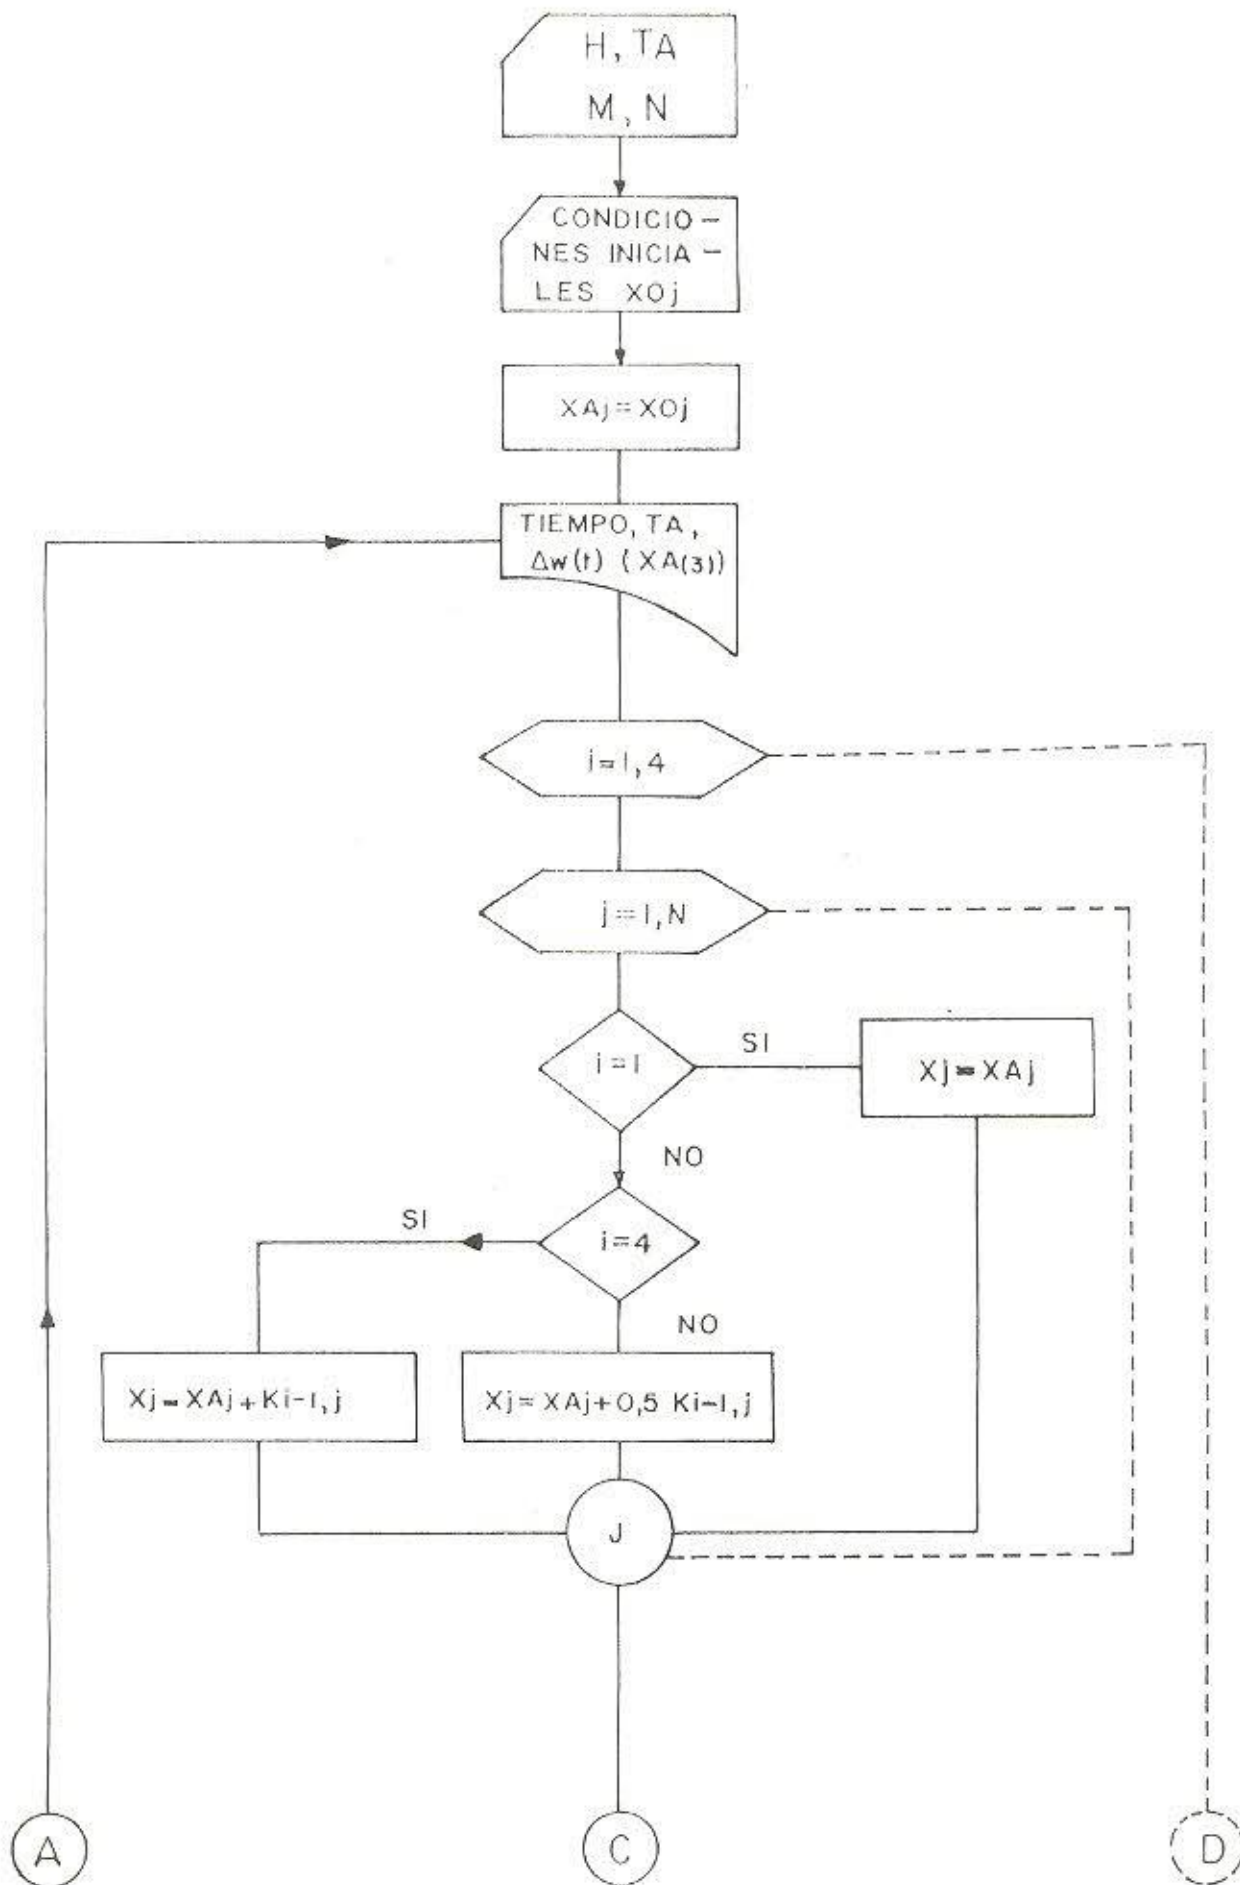 H, TA
M, N
CONDICIO-
NES INICIA-
LES XOj
XAj = XOj
TIEMPO, TA,
Δw(t) (XA(3))
i=1,4
j=1,N
i=1
SI
Xj = XAj
NO
i=4
SI
NO
Xj = XAj + Ki-1, j
Xj = XAj+0,5 Ki-1, j
J
A
C
D